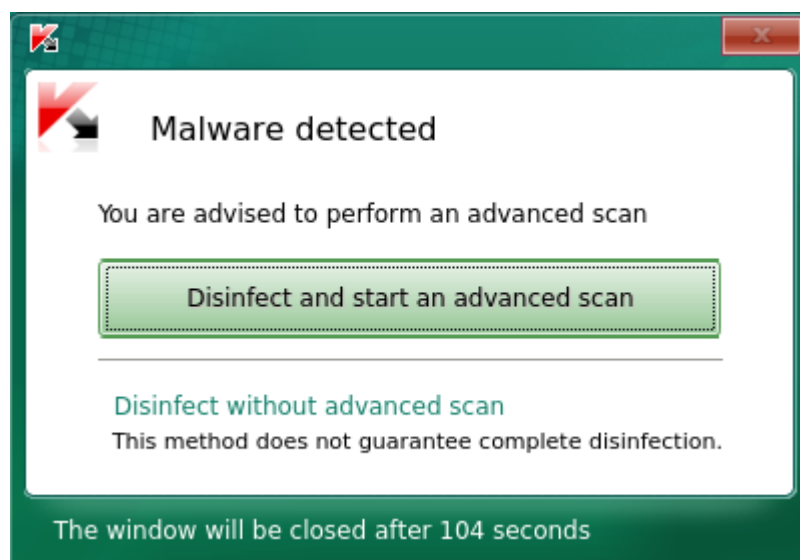 Malware detected
You are advised to perform an advanced scan
Disinfect and start an advanced scan
Disinfect without advanced scan
This method does not guarantee complete disinfection.
The window will be closed after 104 seconds